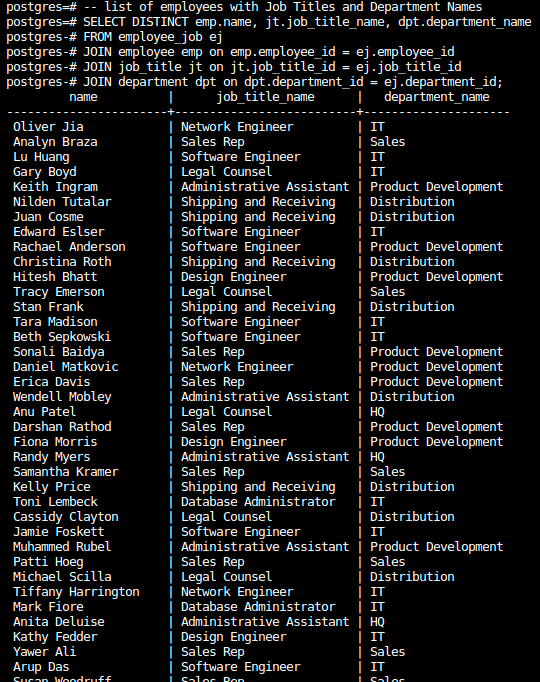 postgres=# -- list of employees with Job Titles and Department Names
postgres=# SELECT DISTINCT emp.name, jt.job_title_name, dpt.department_name
postgres-# FROM employee_job ej
postgres-# JOIN employee emp on emp.employee_id = ej.employee_id
postgres-# JOIN job_title jt on jt.job_title_id = ej.job_title_id
postgres-# JOIN department dpt on dpt.department_id = ej.department_id;
name | job_title_name | department_name
----------------------+-------------------------+---------------------
Oliver Jia | Network Engineer | IT
Analyn Braza | Sales Rep | Sales
Lu Huang | Software Engineer | IT
Gary Boyd | Legal Counsel | IT
Keith Ingram | Administrative Assistant | Product Development
Nilden Tutalar | Shipping and Receiving | Distribution
Juan Cosme | Shipping and Receiving | Distribution
Edward Eslser | Software Engineer | IT
Rachael Anderson | Software Engineer | Product Development
Christina Roth | Shipping and Receiving | Distribution
Hitesh Bhatt | Design Engineer | Product Development
Tracy Emerson | Legal Counsel | Sales
Stan Frank | Shipping and Receiving | Distribution
Tara Madison | Software Engineer | IT
Beth Sepkowski | Software Engineer | IT
Sonali Baidya | Sales Rep | Product Development
Daniel Matkovic | Network Engineer | Product Development
Erica Davis | Sales Rep | Product Development
Wendell Mobley | Administrative Assistant | Distribution
Anu Patel | Legal Counsel | HQ
Darshan Rathod | Sales Rep | Product Development
Fiona Morris | Design Engineer | Product Development
Randy Myers | Administrative Assistant | HQ
Samantha Kramer | Sales Rep | Sales
Kelly Price | Shipping and Receiving | Distribution
Toni Lembeck | Database Administrator | IT
Cassidy Clayton | Legal Counsel | Distribution
Jamie Foskett | Software Engineer | IT
Muhammed Rubel | Administrative Assistant | Product Development
Patti Hoeg | Sales Rep | Sales
Michael Scilla | Legal Counsel | Distribution
Tiffany Harrington | Network Engineer | IT
Mark Fiore | Database Administrator | IT
Anita Deluise | Administrative Assistant | HQ
Kathy Fedder | Design Engineer | IT
Yawer Ali | Sales Rep | Sales
Arup Das | Software Engineer | IT
Susan Woodruff | Sales Rep | Sales